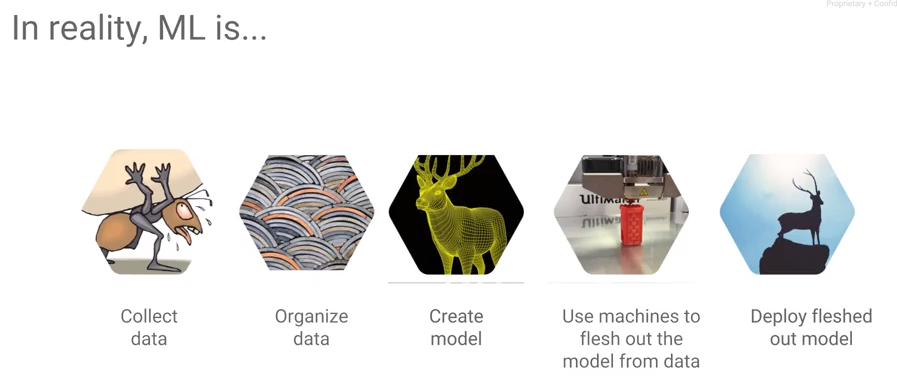 Proprietary + Confid
In reality, ML is...
Ultimak
Collect
data
Organize
data
Create
model
Use machines to
flesh out the
model from data
Deploy fleshed
out model